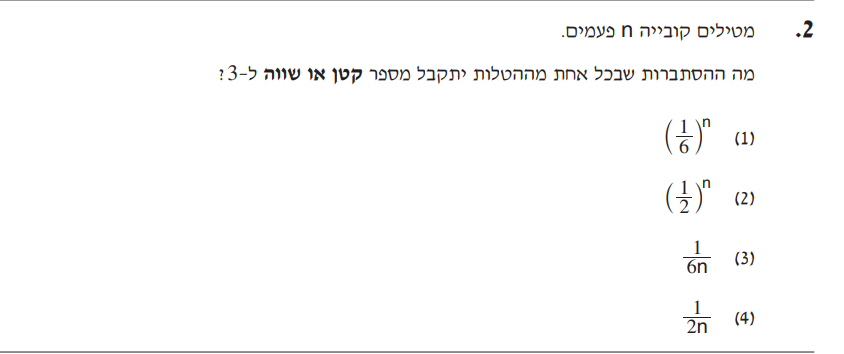 2. מטילים קובייה n פעמים.
מה ההסתברות שבכל אחת מההטלות יתקבל מספר קטן או שווה ל-3?
(1) (1/6)^n
(2) (1/2)^n
(3) 1/6n
(4) 1/2n